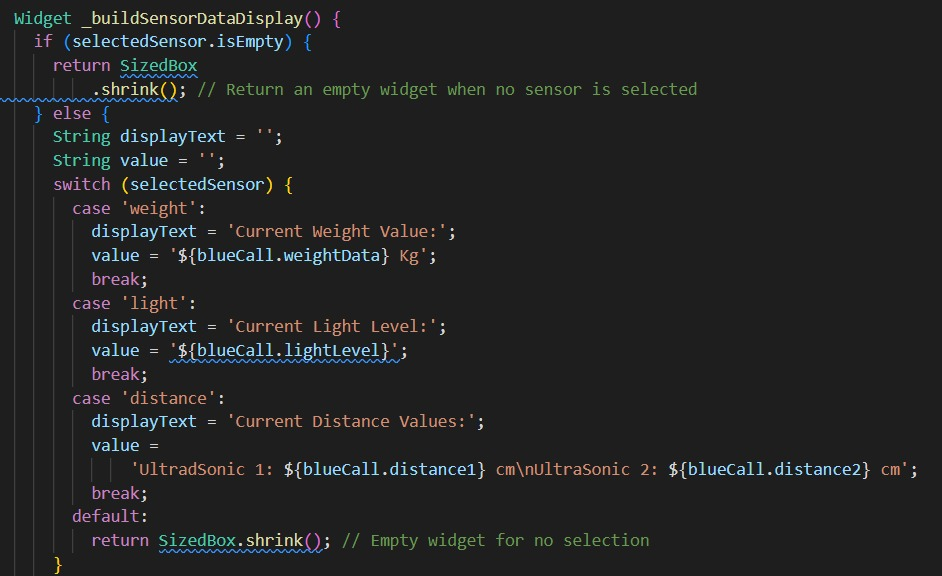 Widget _buildSensorDataDisplay() {
  if (selectedSensor.isEmpty) {
    return SizedBox
        .shrink(); // Return an empty widget when no sensor is selected
  } else {
    String displayText = '';
    String value = '';
    switch (selectedSensor) {
      case 'weight':
        displayText = 'Current Weight Value:';
        value = '${blueCall.weightData} Kg';
        break;
      case 'light':
        displayText = 'Current Light Level:';
        value = '${blueCall.lightLevel}';
        break;
      case 'distance':
        displayText = 'Current Distance Values:';
        value =
            'UltradSonic 1: ${blueCall.distance1} cm\nUltraSonic 2: ${blueCall.distance2} cm';
        break;
      default:
        return SizedBox.shrink(); // Empty widget for no selection
    }